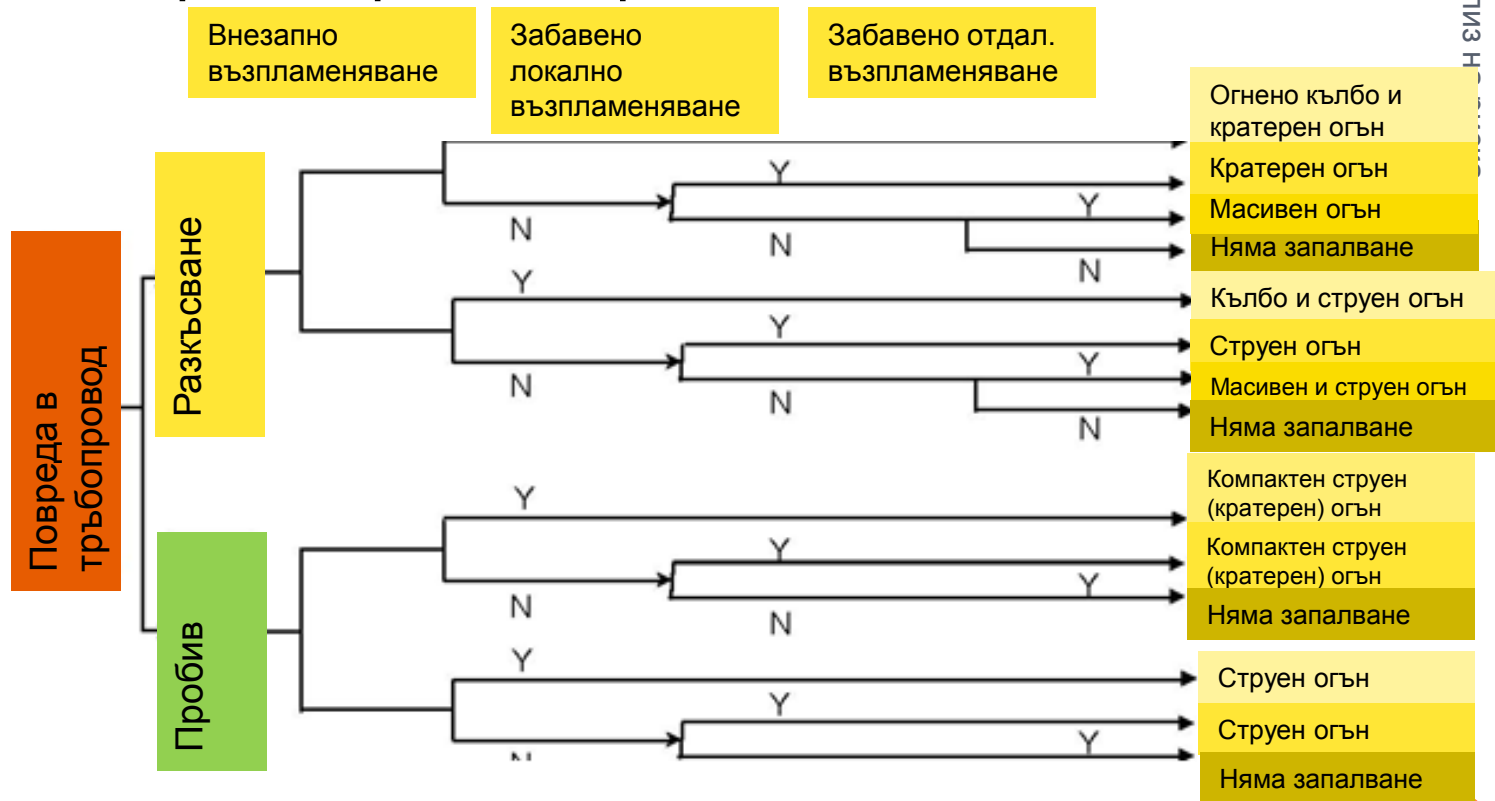 Внезапно
възпламеняване
Забавено
локално
възпламеняване
Забавено отдал.
възпламеняване
Повреда в
тръбопровод
Разкъсване
Пробив
Y
N
N
Y
N
Y
N
Y
N
Y
N
Y
N
Y
N
Y
N
Y
Y
Y
Огнено кълбо и
кратерен огън
Кратерен огън
Масивен огън
Няма запалване
Кълбо и струен огън
Струен огън
Масивен и струен огън
Няма запалване
Компактен струен
(кратерен) огън
Компактен струен
(кратерен) огън
Няма запалване
Струен огън
Струен огън
Няма запалване